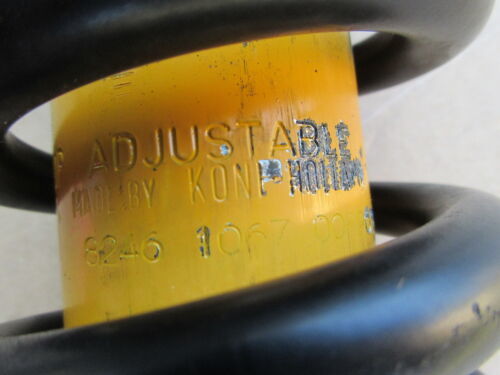 ADJUSTABLE
MADE BY KONI HOLLAND
8246 1067